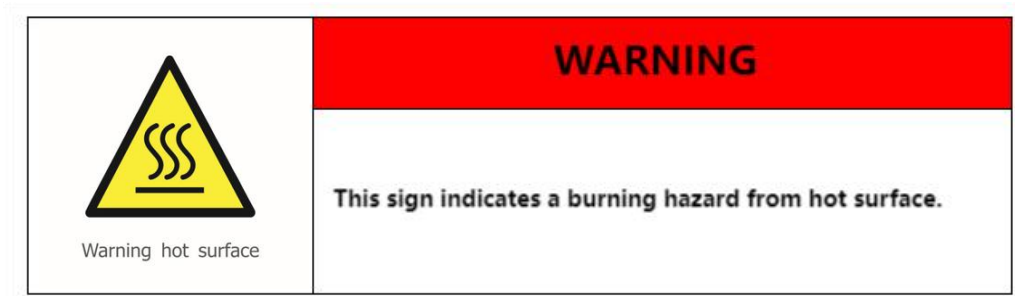 WARNING
This sign indicates a burning hazard from hot surface.
Warning hot surface